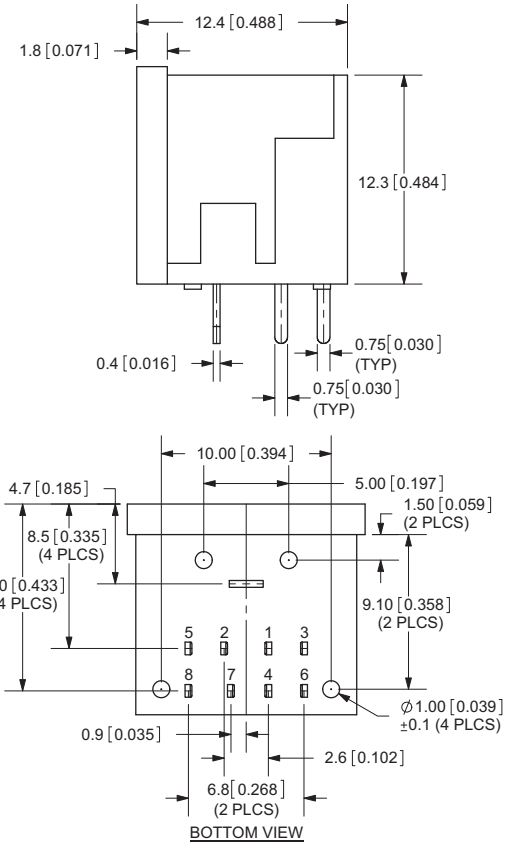 12.4 [0.488]
1.8 [0.071]
12.3 [0.484]
0.75 [0.030]
(TYP)
0.4 [0.016]
0.75 [0.030]
(TYP)
10.00 [0.394]
4.7 [0.185]
5.00 [0.197]
1.50 [0.059]
(2 PLCS)
8.5 [0.335]
(4 PLCS)
0 [0.433]
4 PLCS)
9.10 [0.358]
(2 PLCS)
5 2 1 3
8 7 4 6
Ø1.00 [0.039]
±0.1 (4 PLCS)
0.9 [0.035]
2.6 [0.102]
6.8 [0.268]
(2 PLCS)
BOTTOM VIEW